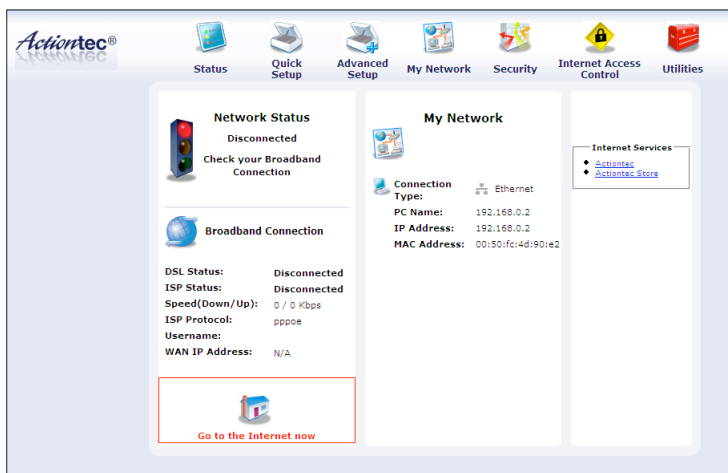 Actiontec®
Status
Quick Setup
Advanced Setup
My Network
Security
Internet Access Control
Utilities
Network Status
Disconnected
Check your Broadband
Connection
Broadband Connection
DSL Status: Disconnected
ISP Status: Disconnected
Speed(Down/Up): 0 / 0 Kbps
ISP Protocol: pppoe
Username:
WAN IP Address: N/A
Go to the Internet now
My Network
Connection Type: Ethernet
PC Name: 192.168.0.2
IP Address: 192.168.0.2
MAC Address: 00:50:fc:4d:90:e2
Internet Services
Actiontec
Actiontec Store